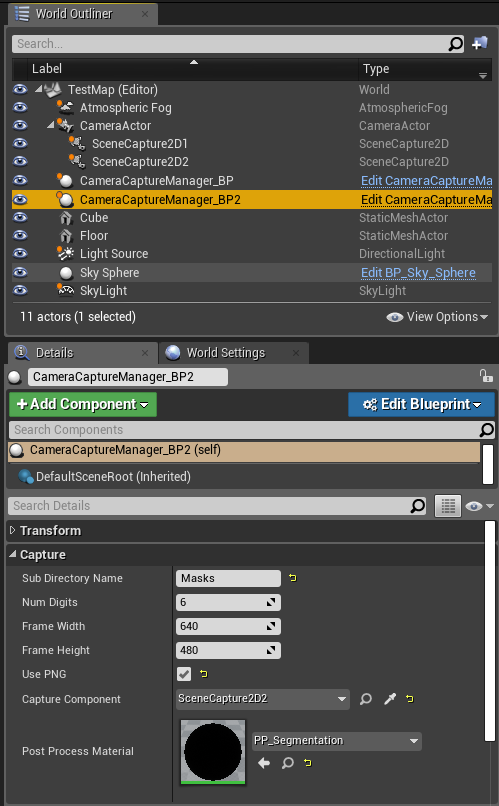 World Outliner
Search...
Label Type
TestMap (Editor) World
Atmospheric Fog AtmosphericFog
CameraActor CameraActor
SceneCapture2D1 SceneCapture2D
SceneCapture2D2 SceneCapture2D
CameraCaptureManager_BP Edit CameraCaptureMa
CameraCaptureManager_BP2 Edit CameraCaptureMa
Cube StaticMeshActor
Floor StaticMeshActor
Light Source DirectionalLight
Sky Sphere Edit BP_Sky_Sphere
SkyLight SkyLight
11 actors (1 selected) View Options
Details World Settings
CameraCaptureManager_BP2
+ Add Component Edit Blueprint
Search Components
CameraCaptureManager_BP2 (self)
DefaultSceneRoot (Inherited)
Search Details
Transform
Capture
Sub Directory Name Masks
Num Digits 6
Frame Width 640
Frame Height 480
Use PNG
Capture Component SceneCapture2D2
Post Process Material PP_Segmentation